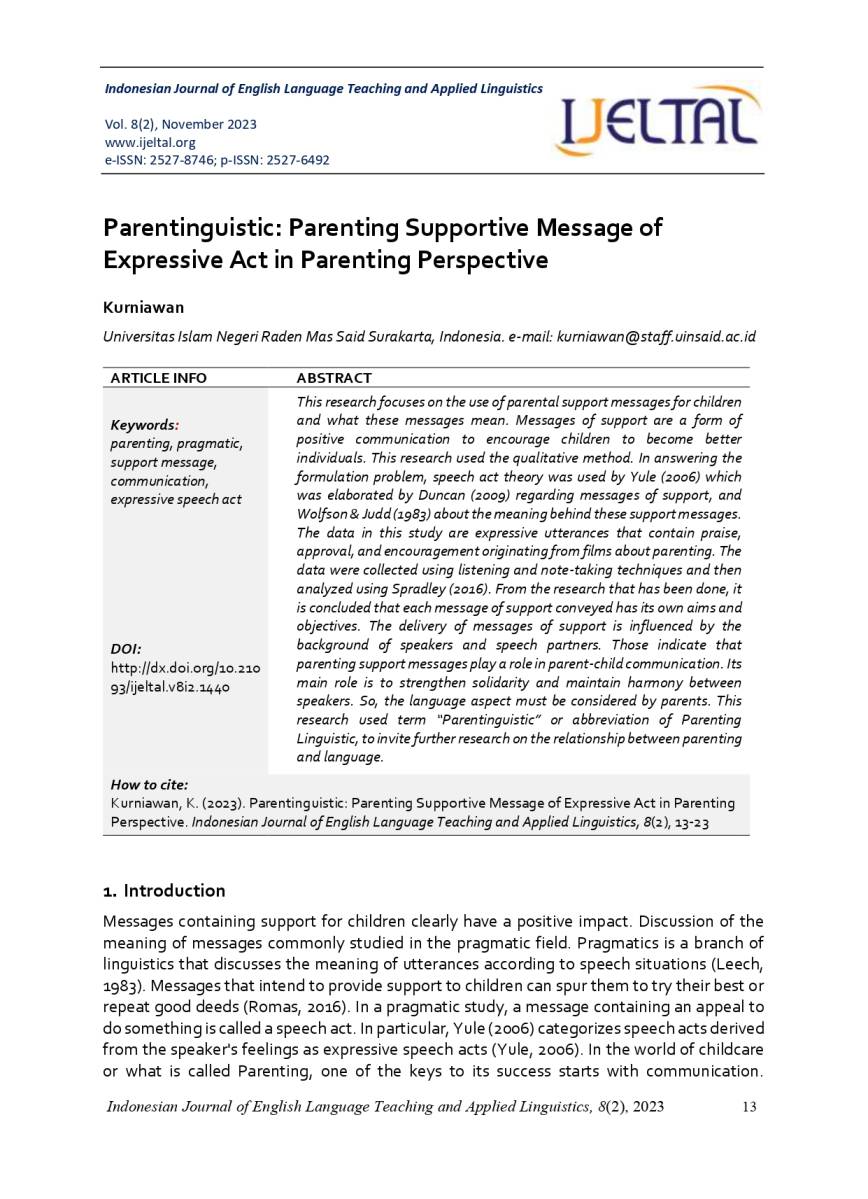 Indonesian Journal of English Language Teaching and Applied Linguistics
IJELTAL
Vol. 8(2), November 2023
www.ijeltal.org
e-ISSN: 2527-8746; p-ISSN: 2527-6492
Parentinguistic: Parenting Supportive Message of
Expressive Act in Parenting Perspective
Kurniawan
Universitas Islam Negeri Raden Mas Said Surakarta, Indonesia. e-mail: kurniawan@staff.uinsaid.ac.id
ARTICLE INFO
Keywords:
parenting, pragmatic,
support message,
communication,
expressive speech act
DOI:
http://dx.doi.org/10.210
93/ijeltal.v8i2.1440
ABSTRACT
This research focuses on the use of parental support messages for children
and what these messages mean. Messages of support are a form of
positive communication to encourage children to become better
individuals. This research used the qualitative method. In answering the
formulation problem, speech act theory was used by Yule (2006) which
was elaborated by Duncan (2009) regarding messages of support, and
Wolfson & Judd (1983) about the meaning behind these support messages.
The data in this study are expressive utterances that contain praise,
approval, and encouragement originating from films about parenting. The
data were collected using listening and note-taking techniques and then
analyzed using Spradley (2016). From the research that has been done, it
is concluded that each message of support conveyed has its own aims and
objectives. The delivery of messages of support is influenced by the
background of speakers and speech partners. Those indicate that
parenting support messages play a role in parent-child communication. Its
main role is to strengthen solidarity and maintain harmony between
speakers. So, the language aspect must be considered by parents. This
research used term “Parentinguistic” or abbreviation of Parenting
Linguistic, to invite further research on the relationship between parenting
and language.
How to cite:
Kurniawan, K. (2023). Parentinguistic: Parenting Supportive Message of Expressive Act in Parenting
Perspective. Indonesian Journal of English Language Teaching and Applied Linguistics, 8(2), 13-23
1. Introduction
Messages containing support for children clearly have a positive impact. Discussion of the
meaning of messages commonly studied in the pragmatic field. Pragmatics is a branch of
linguistics that discusses the meaning of utterances according to speech situations (Leech,
1983). Messages that intend to provide support to children can spur them to try their best or
repeat good deeds (Romas, 2016). In a pragmatic study, a message containing an appeal to
do something is called a speech act. In particular, Yule (2006) categorizes speech acts derived
from the speaker's feelings as expressive speech acts (Yule, 2006). In the world of childcare
or what is called Parenting, one of the keys to its success starts with communication.
Indonesian Journal of English Language Teaching and Applied Linguistics, 8(2), 2023 13